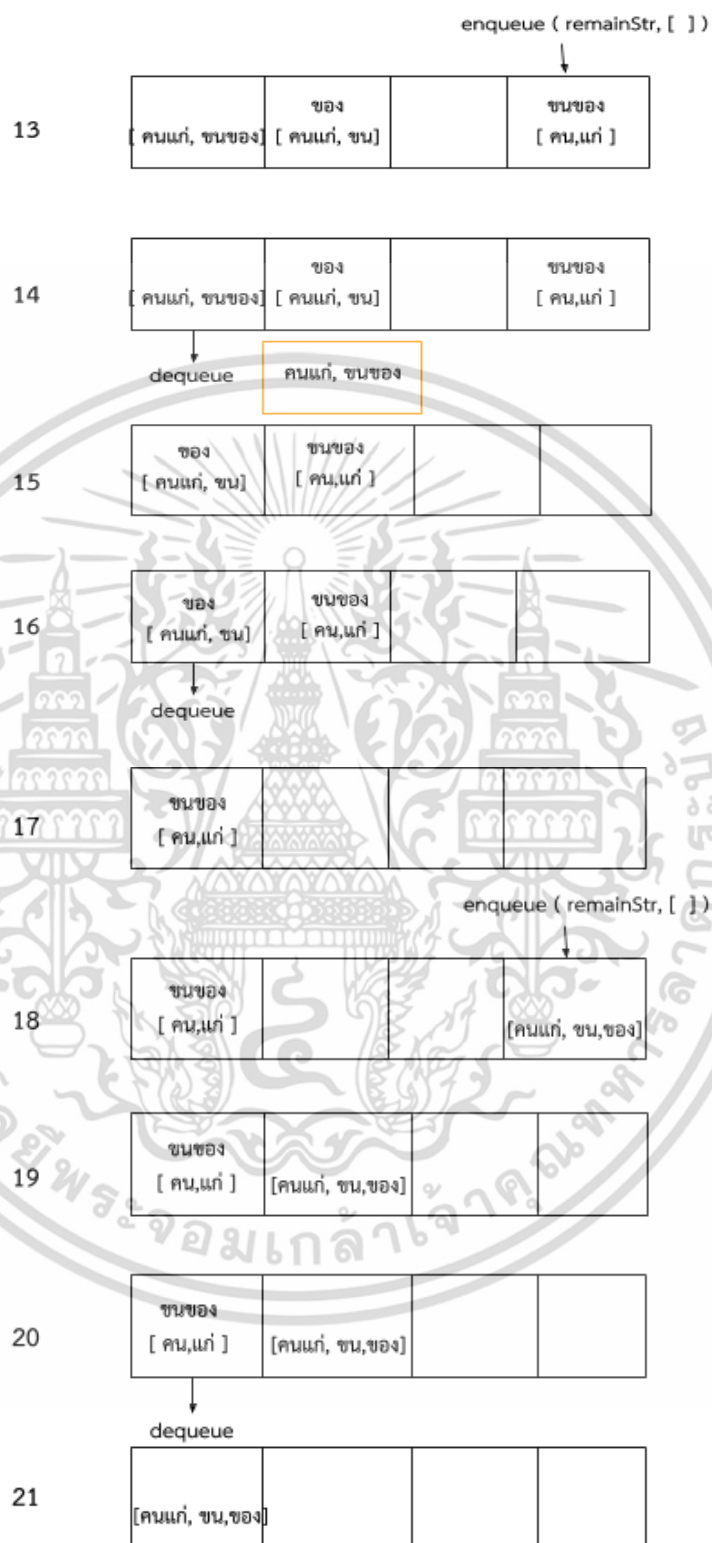 enqueue ( remainStr, [ ] )
13
ของ ขนของ
[ คนแก่, ขนของ] [ คนแก่, ขน] [ คน,แก่ ]
14
ของ ขนของ
[ คนแก่, ขนของ] [ คนแก่, ขน] [ คน,แก่ ]
dequeue คนแก่, ขนของ
15
ของ ขนของ
[ คนแก่, ขน] [ คน,แก่ ]
16
ของ ขนของ
[ คนแก่, ขน] [ คน,แก่ ]
dequeue
17
ขนของ
[ คน,แก่ ]
enqueue ( remainStr, [ ] )
18
ขนของ
[ คน,แก่ ] [คนแก่, ขน,ของ]
19
ขนของ
[ คน,แก่ ] [คนแก่, ขน,ของ]
20
ขนของ
[ คน,แก่ ] [คนแก่, ขน,ของ]
dequeue
21
[คนแก่, ขน,ของ]